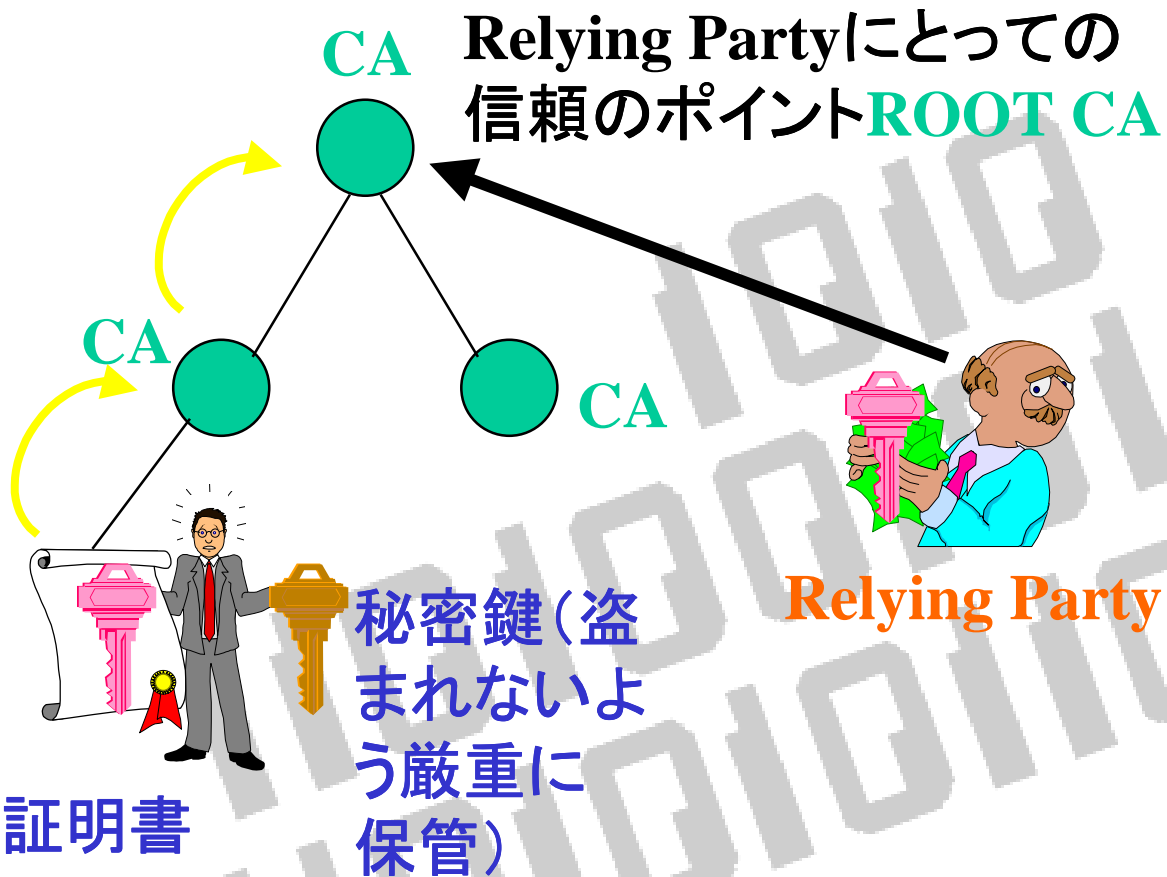 CA
Relying Partyにとっての
信頼のポイントROOT CA
CA
CA
Relying Party
秘密鍵（盗
まれないよ
う厳重に
保管）
証明書